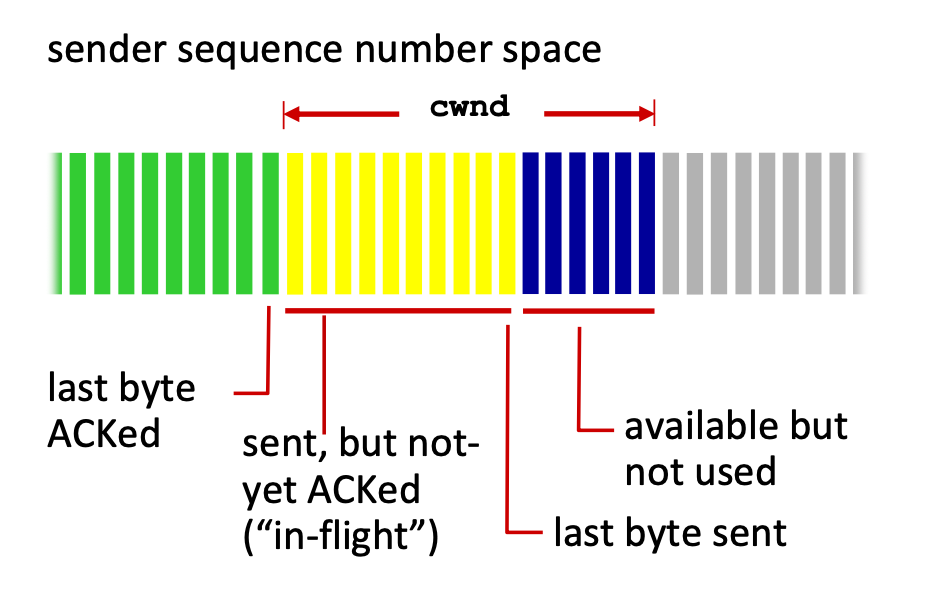 sender sequence number space
cwnd
last byte
ACKed
sent, but not-
yet ACKed
(“in-flight”)
available but
not used
last byte sent